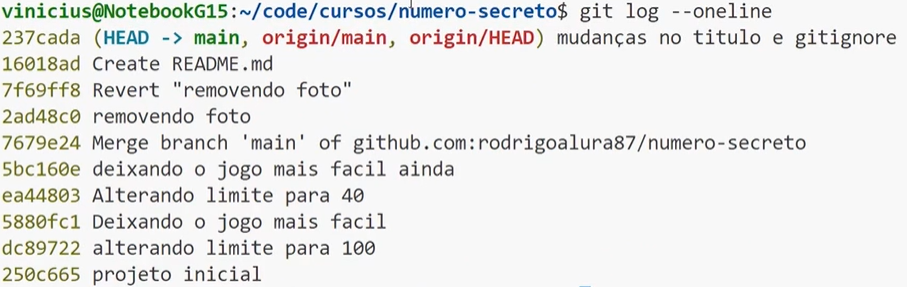 vinicius@NotebookG15:~/code/cursos/numero-secreto$ git log --oneline
237cada (HEAD -> main, origin/main, origin/HEAD) mudanças no titulo e gitignore
16018ad Create README.md
7f69ff8 Revert "removendo foto"
2ad48c0 removendo foto
7679e24 Merge branch 'main' of github.com:rodrigoalura87/numero-secreto
5bc160e deixando o jogo mais facil ainda
ea44803 Alterando limite para 40
5880fc1 Deixando o jogo mais facil
dc89722 alterando limite para 100
250c665 projeto inicial